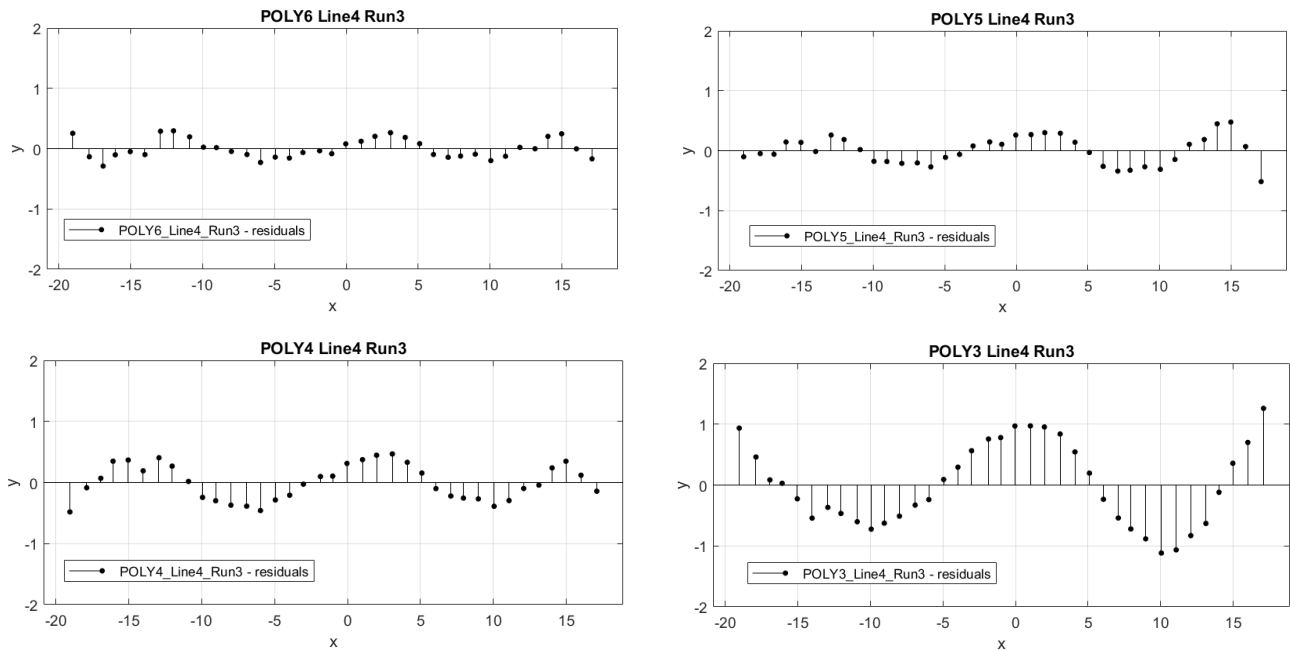 POLY6 Line4 Run3
2
1
0
-1
-2
y
POLY6_Line4_Run3 - residuals
-20 -15 -10 -5 0 5 10 15
x
POLY5 Line4 Run3
2
1
0
-1
-2
y
POLY5_Line4_Run3 - residuals
-20 -15 -10 -5 0 5 10 15
x
POLY4 Line4 Run3
2
1
0
-1
-2
y
POLY4_Line4_Run3 - residuals
-20 -15 -10 -5 0 5 10 15
x
POLY3 Line4 Run3
2
1
0
-1
-2
y
POLY3_Line4_Run3 - residuals
-20 -15 -10 -5 0 5 10 15
x